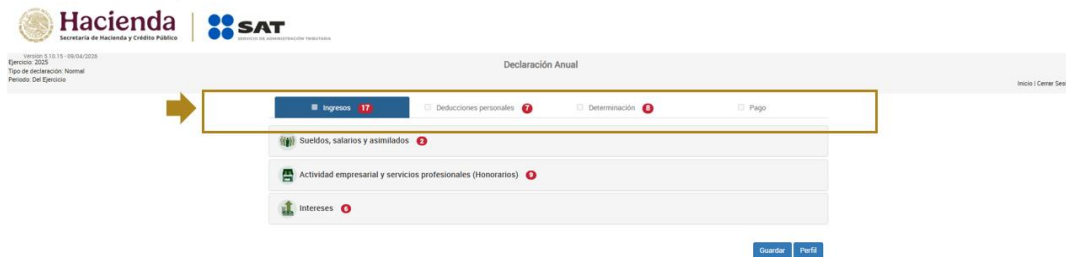 Hacienda
Secretaría de Hacienda y Crédito Público
SAT
SERVICIO DE ADMINISTRACIÓN TRIBUTARIA
Versión 5.10.15 - 09/04/2026
Ejercicio: 2025
Tipo de declaración: Normal
Periodo: Del Ejercicio
Declaración Anual
Inicio | Cerrar Ses
Ingresos 17 Deducciones personales 7 Determinación 8 Pago
Sueldos, salarios y asimilados 2
Actividad empresarial y servicios profesionales (Honorarios) 9
Intereses 6
Guardar Perfil